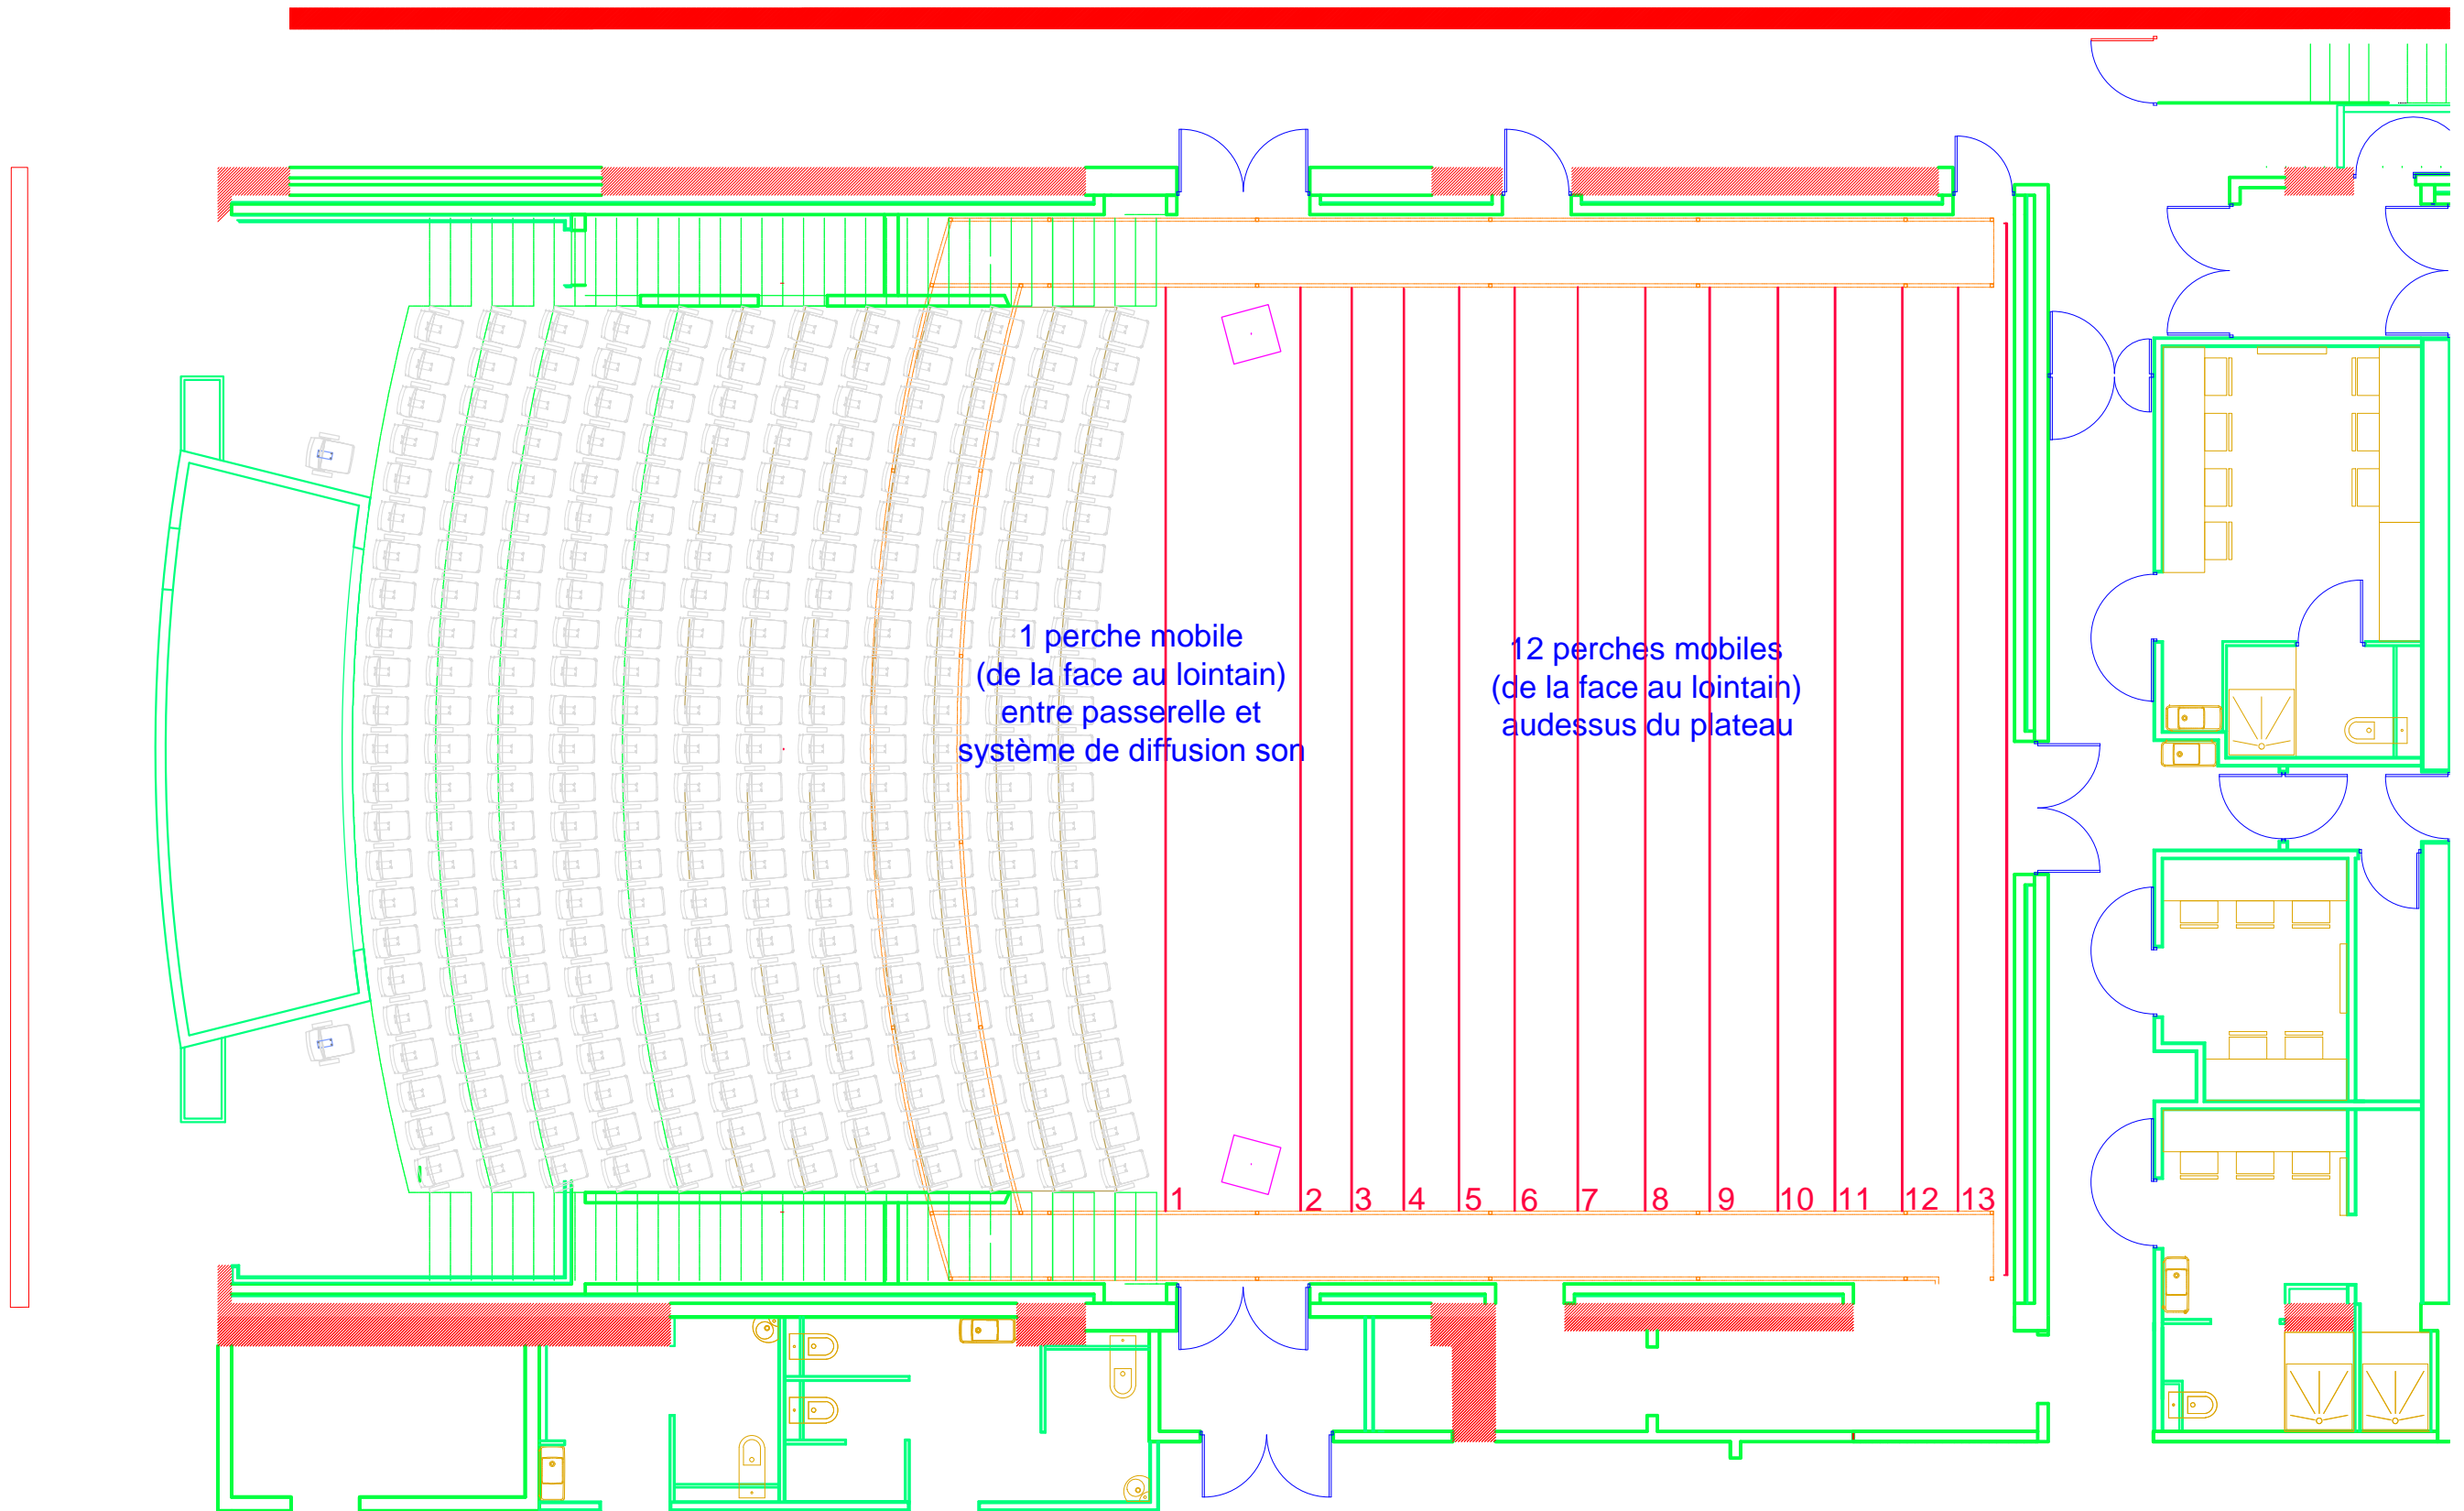 1 perche mobile
(de la face au lointain)
entre passerelle et
système de diffusion son
12 perches mobiles
(de la face au lointain)
audessus du plateau
1 2 3 4 5 6 7 8 9 10 11 12 13